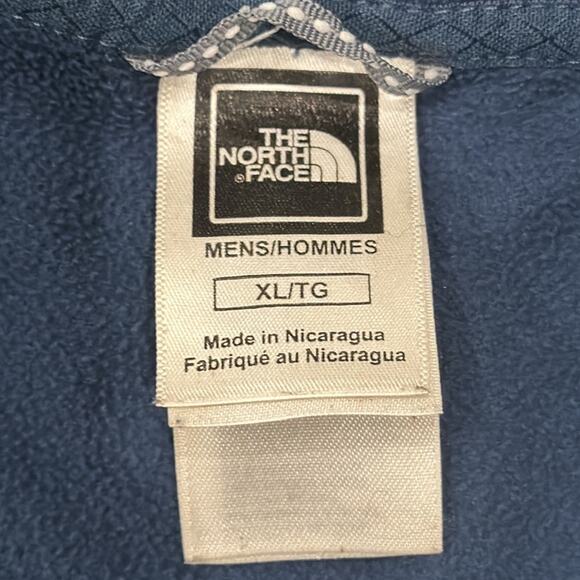 THE
NORTH
®FACE
MENS/HOMMES
XL/TG
Made in Nicaragua
Fabriqué au Nicaragua